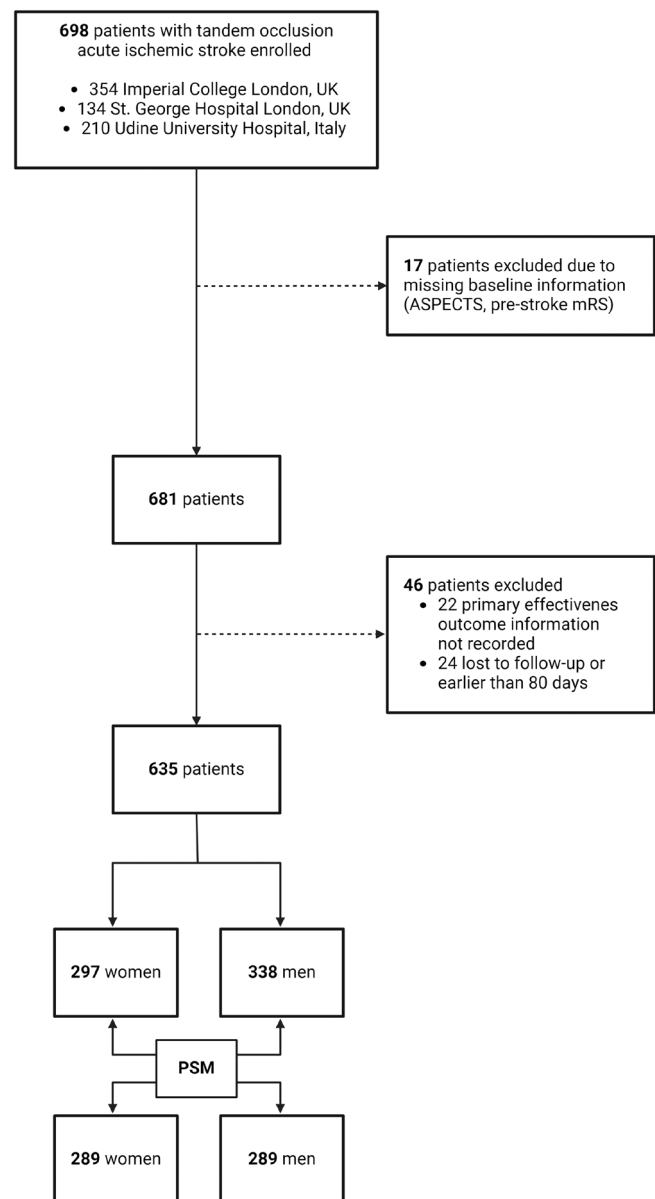 698 patients with tandem occlusion
acute ischemic stroke enrolled
• 354 Imperial College London, UK
• 134 St. George Hospital London, UK
• 210 Udine University Hospital, Italy
17 patients excluded due to
missing baseline information
(ASPECTS, pre-stroke mRS)
681 patients
46 patients excluded
• 22 primary effectivenes
outcome information
not recorded
• 24 lost to follow-up or
earlier than 80 days
635 patients
297 women
338 men
PSM
289 women
289 men